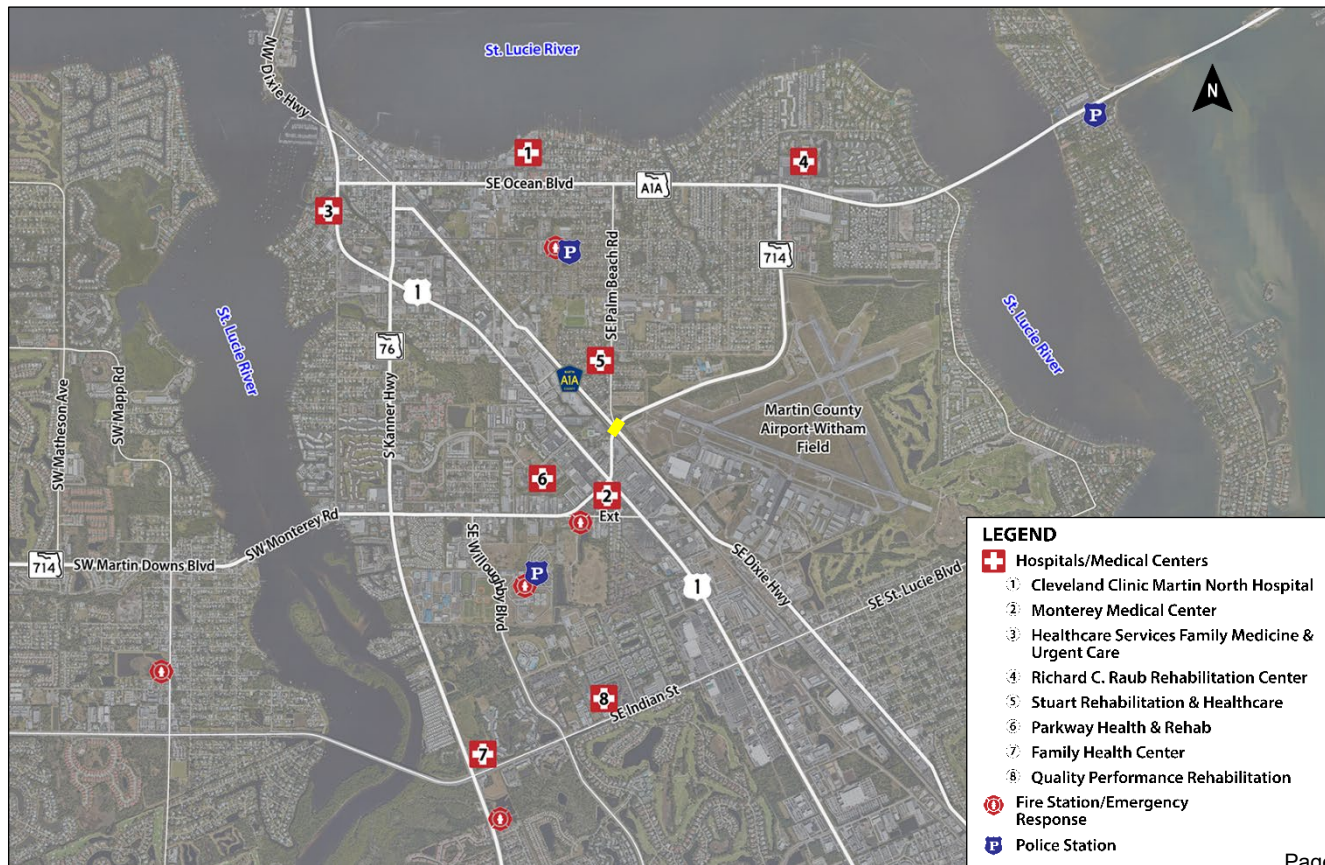 St. Lucie River
N
NW Dixie Hwy
P
1
4
SE Ocean Blvd
A1A
3
P
714
SE Palm Beach Rd
1
St. Lucie River
St. Lucie River
76
5
A1A
SW Matheson Ave
SW Mapp Rd
S Kanner Hwy
Martin County
Airport-Witham
Field
6
2
Ext
SW Monterey Rd
714
SW Martin Downs Blvd
SE Willoughby Blvd
P
1
SE Dixie Hwy
SE St. Lucie Blvd
8
SE Indian St
7
LEGEND
Hospitals/Medical Centers
1 Cleveland Clinic Martin North Hospital
2 Monterey Medical Center
3 Healthcare Services Family Medicine &
Urgent Care
4 Richard C. Raub Rehabilitation Center
5 Stuart Rehabilitation & Healthcare
6 Parkway Health & Rehab
7 Family Health Center
8 Quality Performance Rehabilitation
Fire Station/Emergency
Response
P Police Station